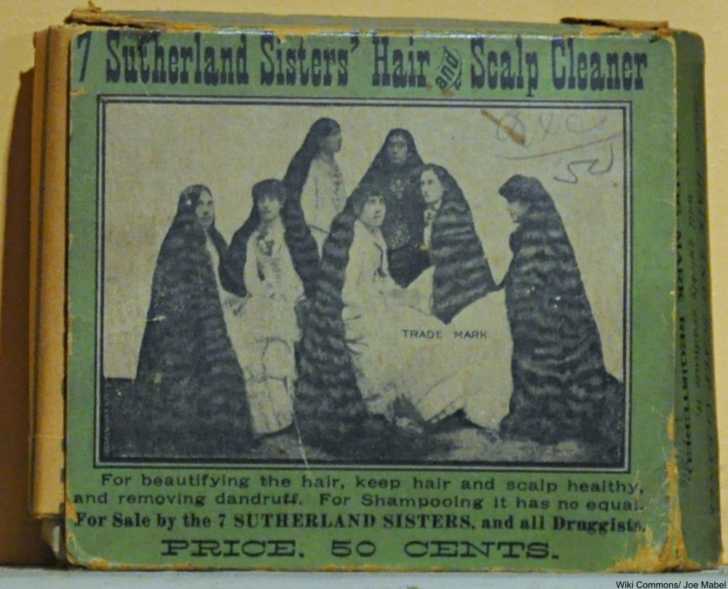 7 Sutherland Sisters' Hair and Scalp Cleaner
TRADE MARK
For beautifying the hair, keep hair and scalp healthy,
and removing dandruff. For Shampooing it has no equal.
For Sale by the 7 SUTHERLAND SISTERS, and all Druggists.
PRICE, 50 CENTS.
Wiki Commons/ Joe Mabel